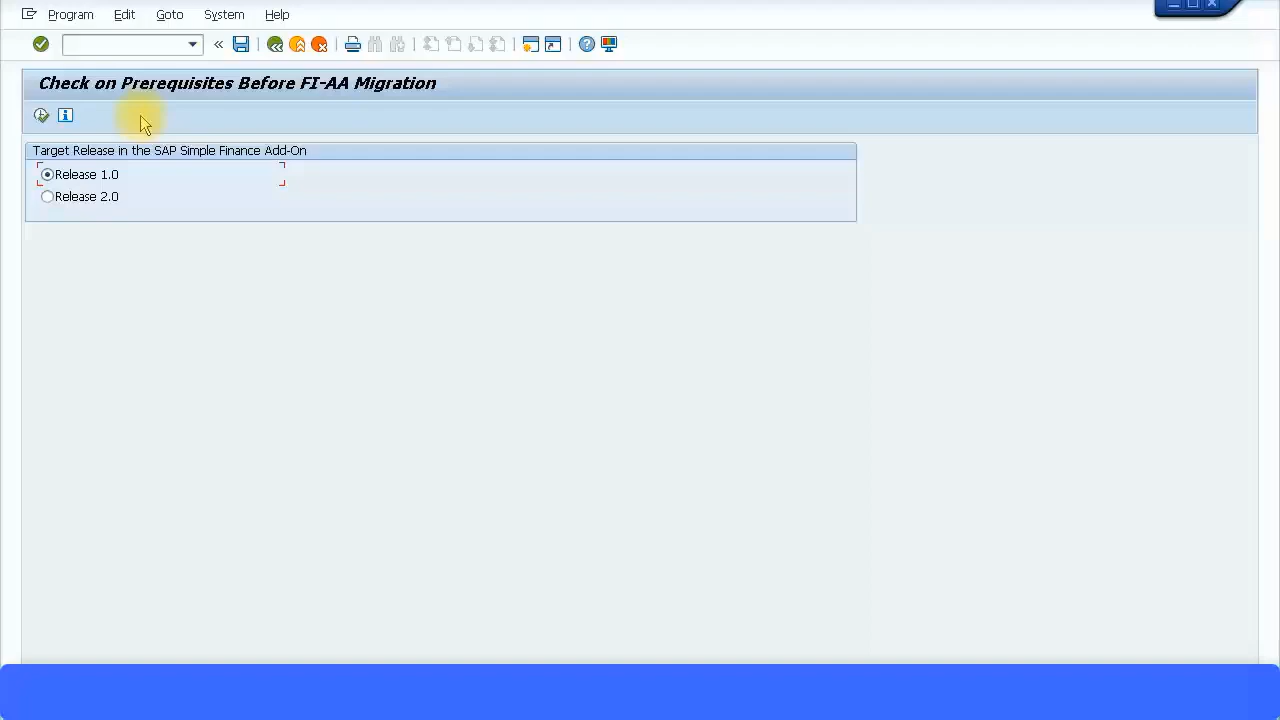 Program Edit Goto System Help
Check on Prerequisites Before FI-AA Migration
Target Release in the SAP Simple Finance Add-On
Release 1.0
Release 2.0